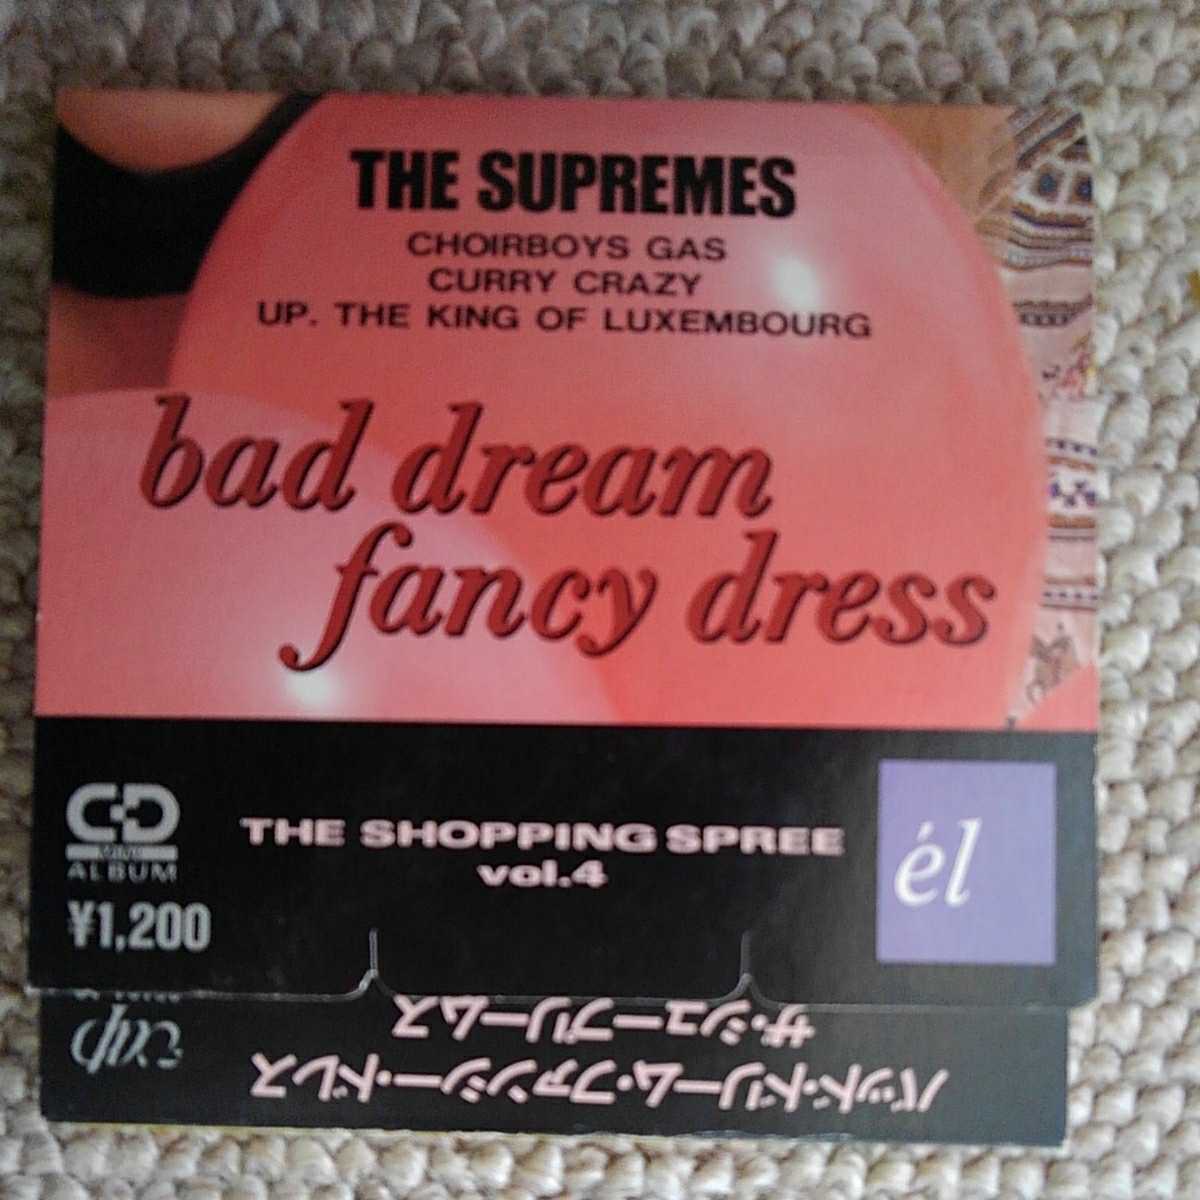 THE SUPREMES
CHOIRBOYS GAS
CURRY CRAZY
UP. THE KING OF LUXEMBOURG
bad dream
fancy dress
CD
ALBUM
¥1,200
THE SHOPPING SPREE
vol.4
él
バッド・ドリーム・ファンシー・ドレス
ザ・シュープリームス